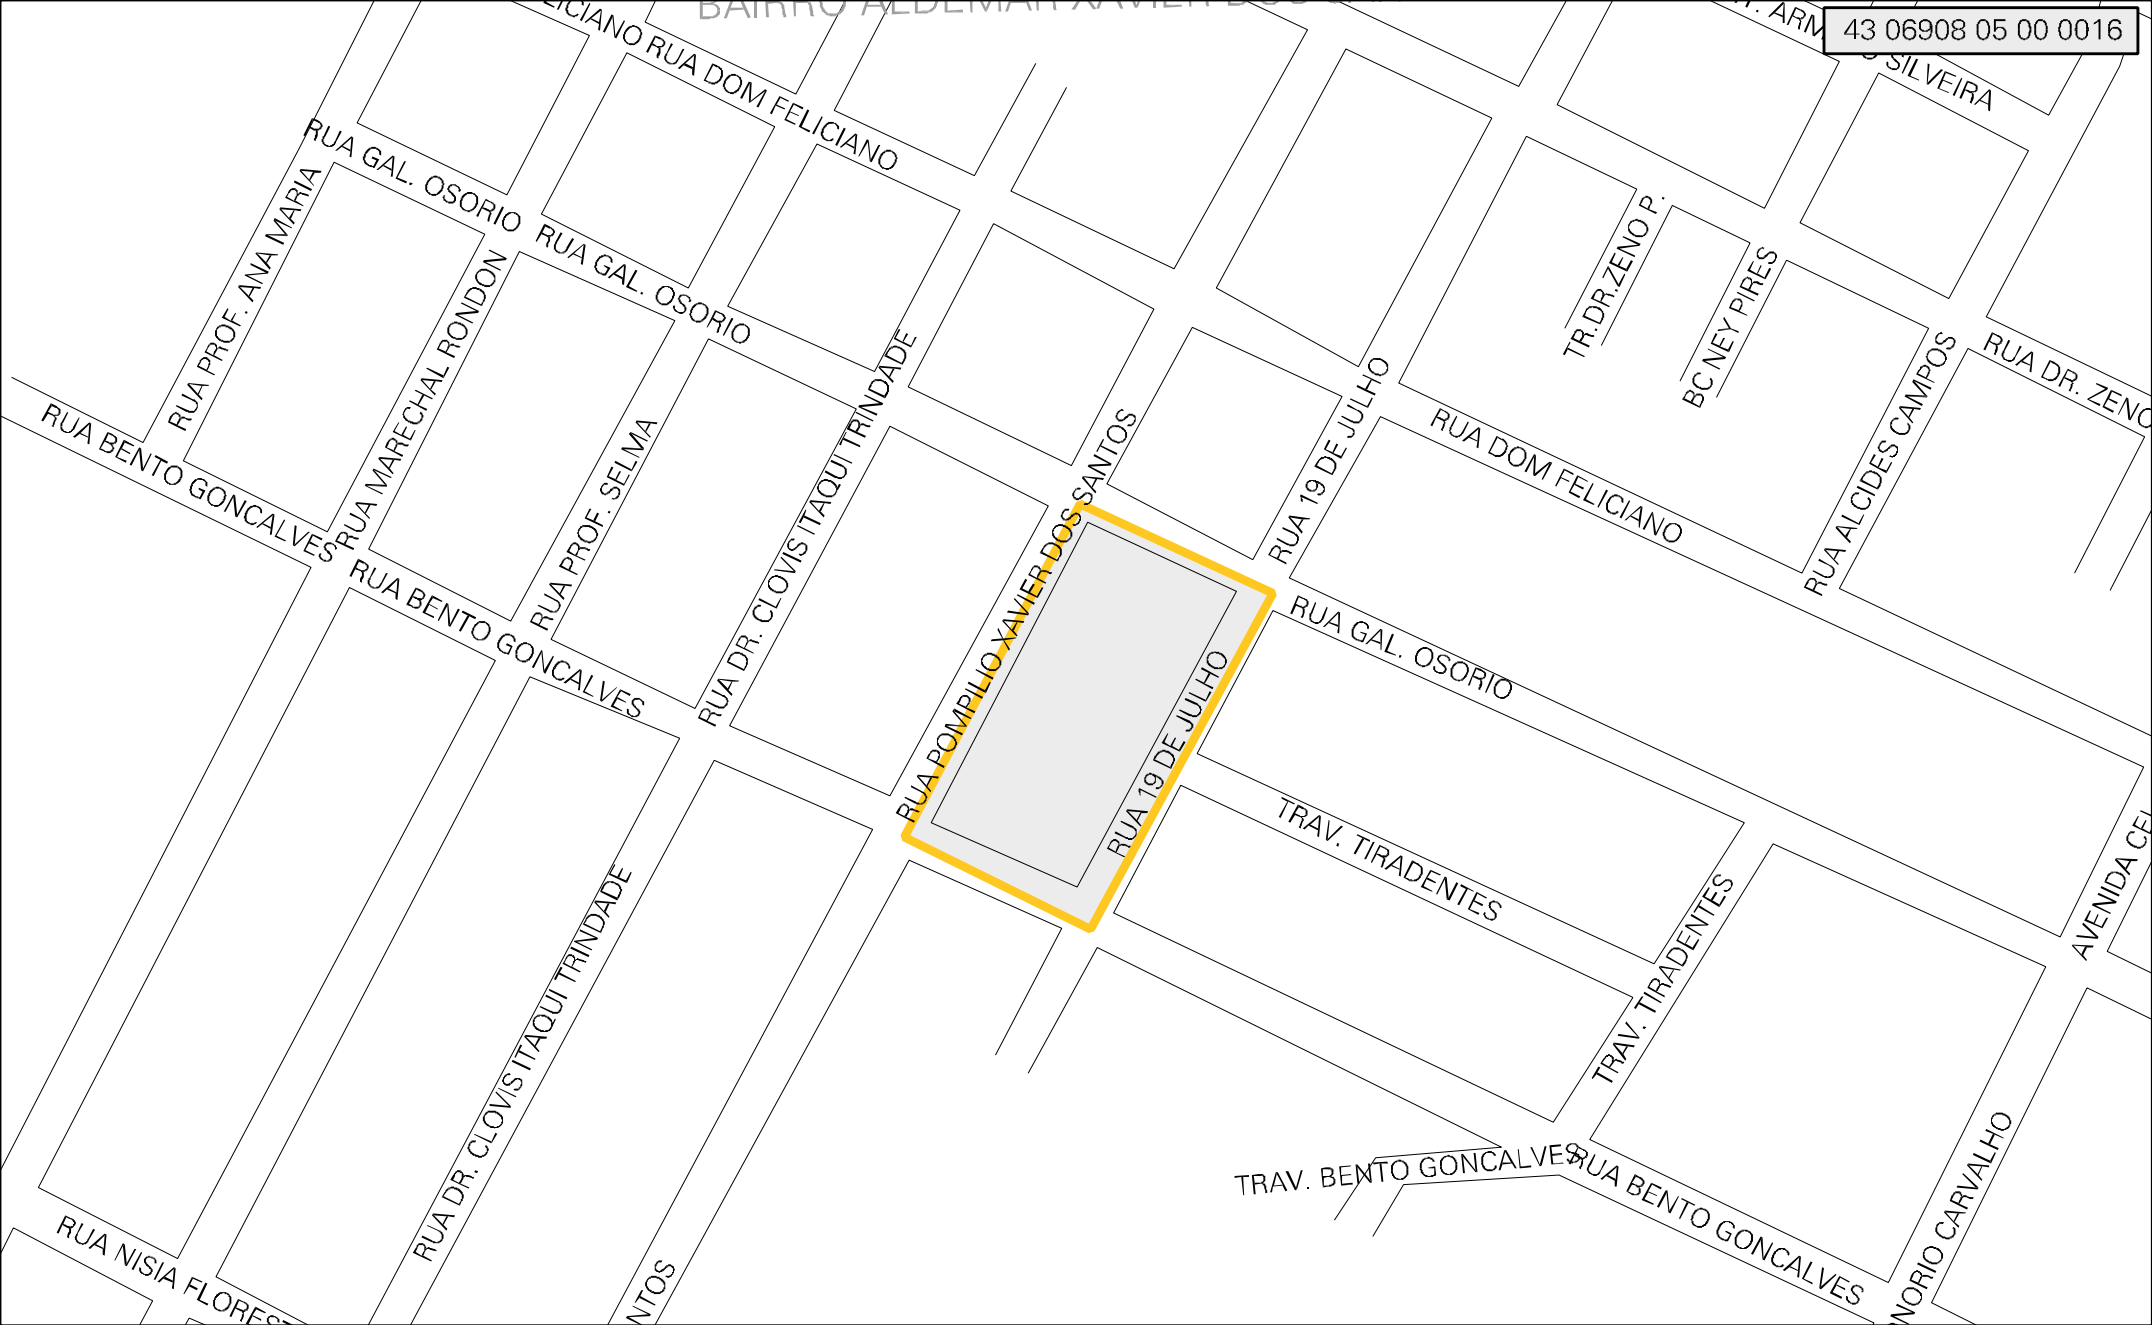 BAIRRO ALDEMAR XAVIER DOS
43 06908 05 00 0016
SILVEIRA
RUA DOM FELICIANO
RUA GAL. OSORIO
RUA PROF. ANA MARIA
RUA GAL. OSORIO
TR.DR.ZENO P.
BC NEY PIRES
RUA MARECHAL RONDON
RUA DR. ZENO
RUA DR. CLOVIS ITAQUI TRINDADE
RUA 19 DE JULHO
RUA ALCIDES CAMPOS
RUA BENTO GONCALVES
RUA PROF. SELMA
RUA DOM FELICIANO
RUA POMPILIO XAVIER DOS SANTOS
RUA BENTO GONCALVES
RUA GAL. OSORIO
RUA 19 DE JULHO
TRAV. TIRADENTES
AVENIDA
TRAV. TIRADENTES
RUA DR. CLOVIS ITAQUI TRINDADE
TRAV. BENTO GONCALVES
RUA BENTO GONCALVES
NORIO CARVALHO
RUA NISIA FLOREST
NTOS